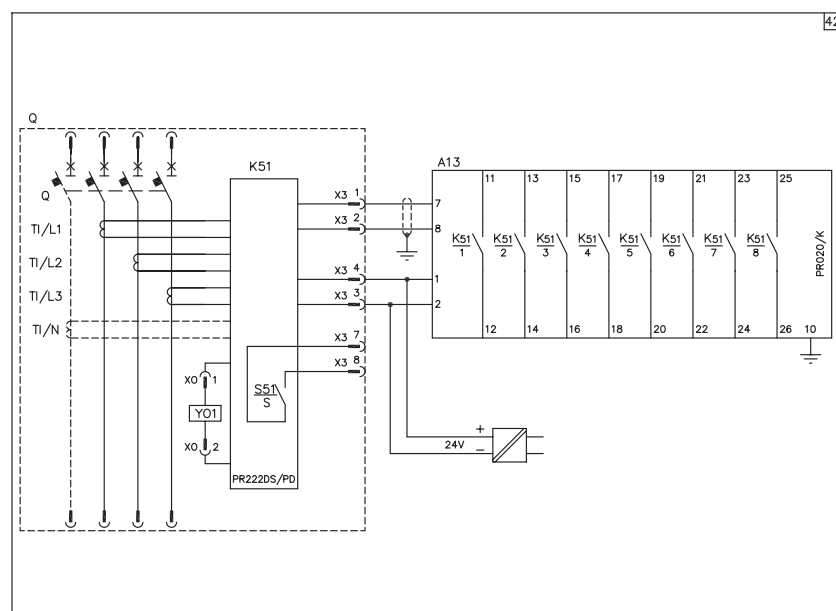 42
Q
K51
A13
X3 1
11 13 15 17 19 21 23 25
Q
7
X3 2
TI/L1
8
K51/1 K51/2 K51/3 K51/4 K51/5 K51/6 K51/7 K51/8
PR020/K
TI/L2
X3 4
1
TI/L3
X3 3
2
TI/N
X3 7
12 14 16 18 20 22 24 26 10
X3 8
X0 1
S51/S
Y01
+
24V
X0 2
−
PR222DS/PD